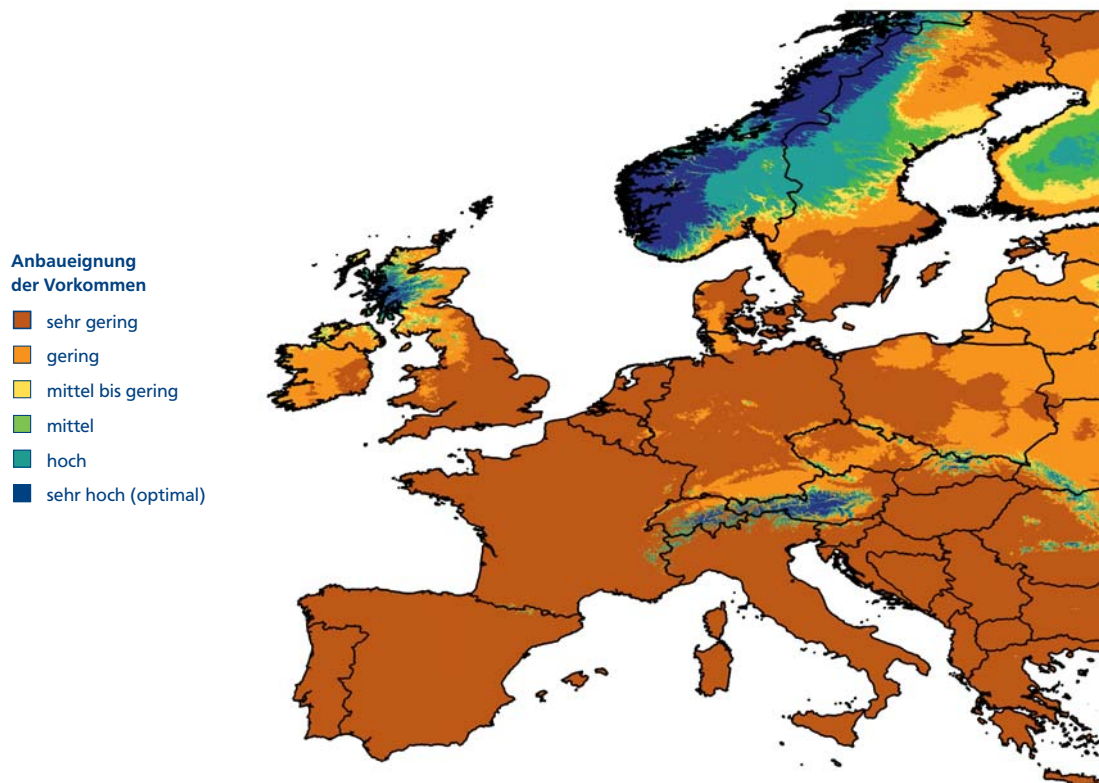 Anbaueignung
der Vorkommen
sehr gering
gering
mittel bis gering
mittel
hoch
sehr hoch (optimal)